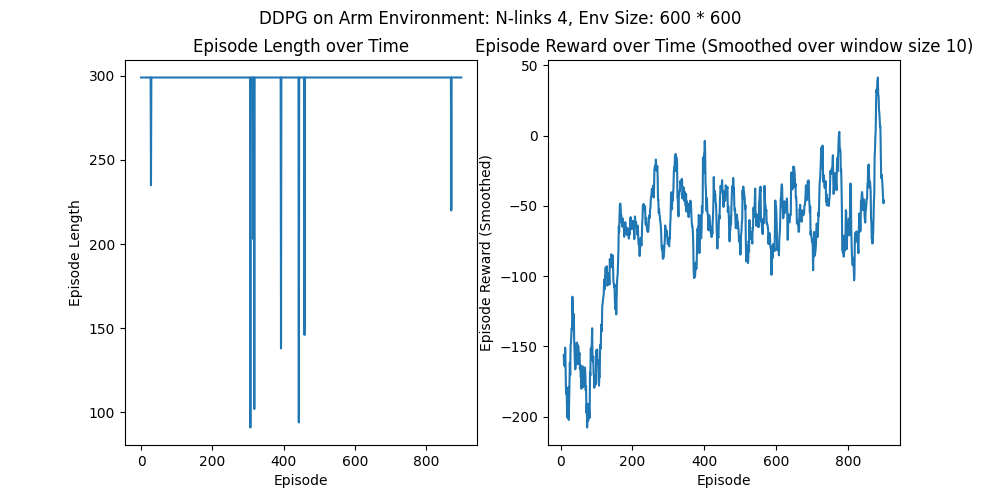 DDPG on Arm Environment: N-links 4, Env Size: 600 * 600
Episode Length over Time
Episode Length
300
250
200
150
100
0 200 400 600 800
Episode
Episode Reward over Time (Smoothed over window size 10)
Episode Reward (Smoothed)
50
0
−50
−100
−150
−200
0 200 400 600 800
Episode